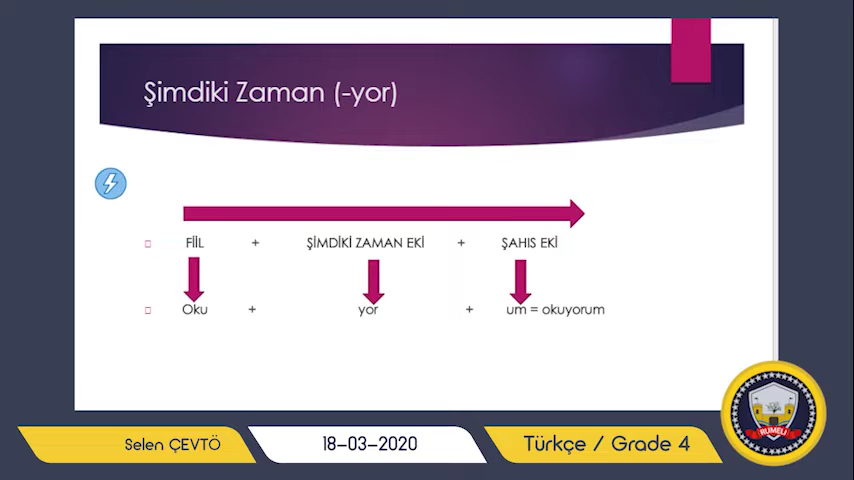 Şimdiki Zaman (-yor)
FİİL + ŞİMDİKİ ZAMAN EKİ + ŞAHIS EKİ
Oku + yor + um = okuyorum
Selen ÇEVTÖ
18-03-2020
Türkçe / Grade 4
RUMELİ